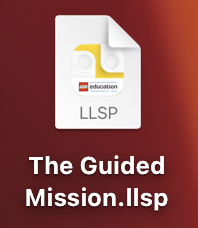 LEGO education
LLSP
The Guided
Mission.llsp